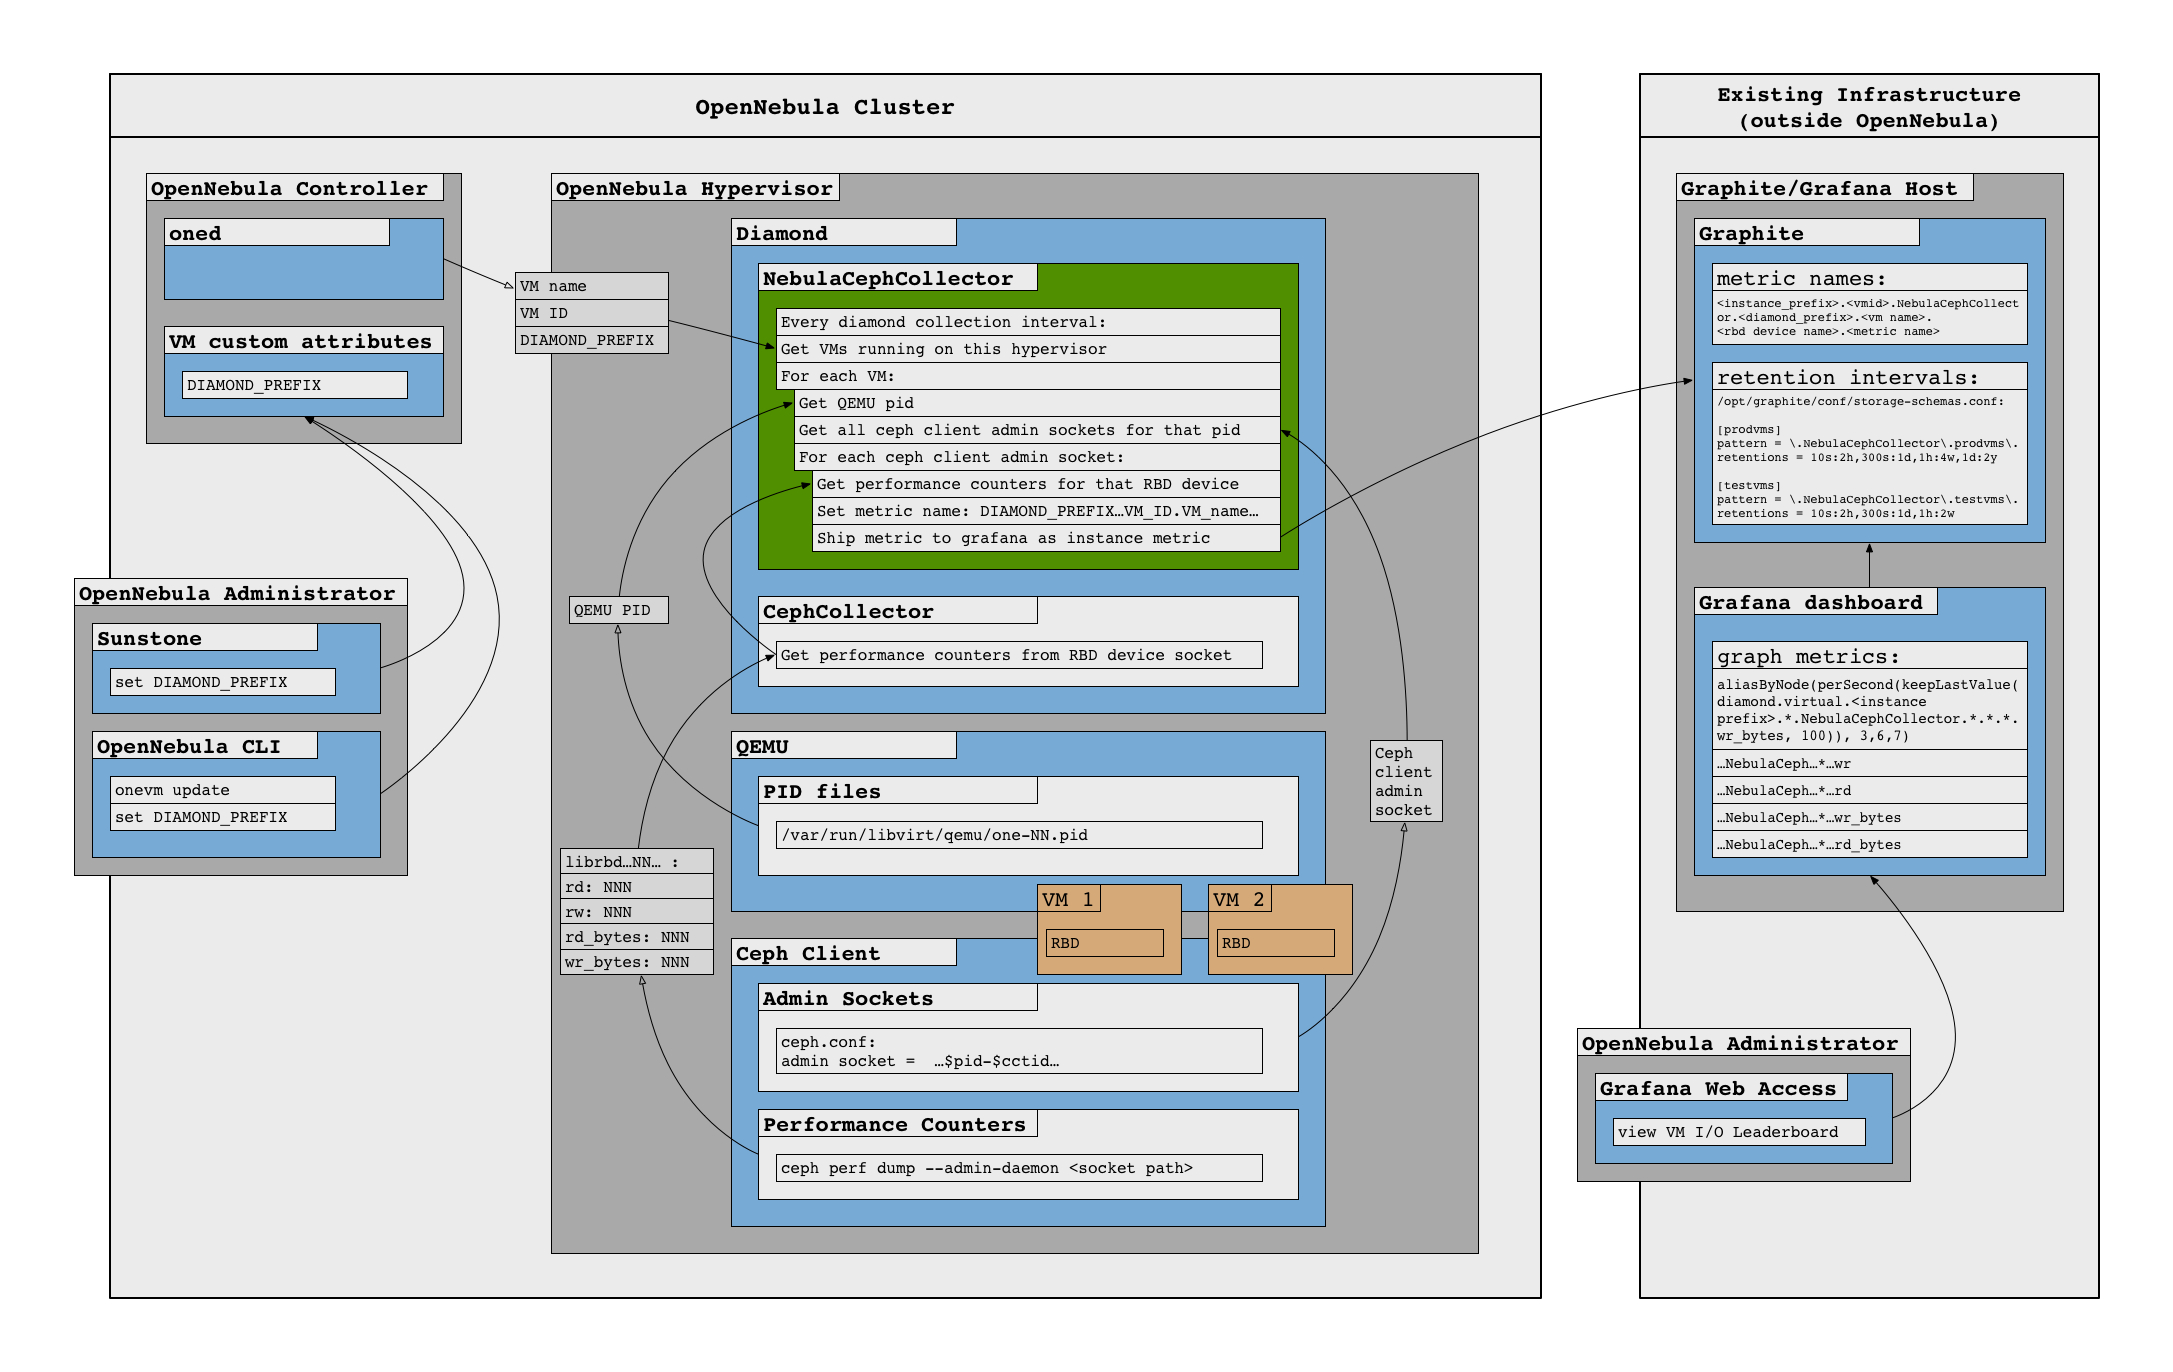 OpenNebula Cluster
OpenNebula Controller
oned
VM custom attributes
DIAMOND_PREFIX
OpenNebula Administrator
Sunstone
set DIAMOND_PREFIX
OpenNebula CLI
onevm update
set DIAMOND_PREFIX
OpenNebula Hypervisor
VM name
VM ID
DIAMOND_PREFIX
QEMU PID
librbd…NN… :
rd: NNN
rw: NNN
rd_bytes: NNN
wr_bytes: NNN
Diamond
NebulaCephCollector
Every diamond collection interval:
Get VMs running on this hypervisor
For each VM:
Get QEMU pid
Get all ceph client admin sockets for that pid
For each ceph client admin socket:
Get performance counters for that RBD device
Set metric name: DIAMOND_PREFIX…VM_ID.VM_name…
Ship metric to grafana as instance metric
CephCollector
Get performance counters from RBD device socket
QEMU
PID files
/var/run/libvirt/qemu/one-NN.pid
VM 1
RBD
VM 2
RBD
Ceph Client
Admin Sockets
ceph.conf:
admin socket =  …$pid-$cctid…
Performance Counters
ceph perf dump --admin-daemon <socket path>
Ceph
client
admin
socket
Existing Infrastructure
(outside OpenNebula)
Graphite/Grafana Host
Graphite
metric names:
<instance_prefix>.<vmid>.NebulaCephCollect
or.<diamond_prefix>.<vm name>.
<rbd device name>.<metric name>
retention intervals:
/opt/graphite/conf/storage-schemas.conf:
[prodvms]
pattern = \.NebulaCephCollector\.prodvms\.
retentions = 10s:2h,300s:1d,1h:4w,1d:2y
[testvms]
pattern = \.NebulaCephCollector\.testvms\.
retentions = 10s:2h,300s:1d,1h:2w
Grafana dashboard
graph metrics:
aliasByNode(perSecond(keepLastValue(
diamond.virtual.<instance
prefix>.*.NebulaCephCollector.*.*.*.
wr_bytes, 100)), 3,6,7)
…NebulaCeph…*…wr
…NebulaCeph…*…rd
…NebulaCeph…*…wr_bytes
…NebulaCeph…*…rd_bytes
OpenNebula Administrator
Grafana Web Access
view VM I/O Leaderboard